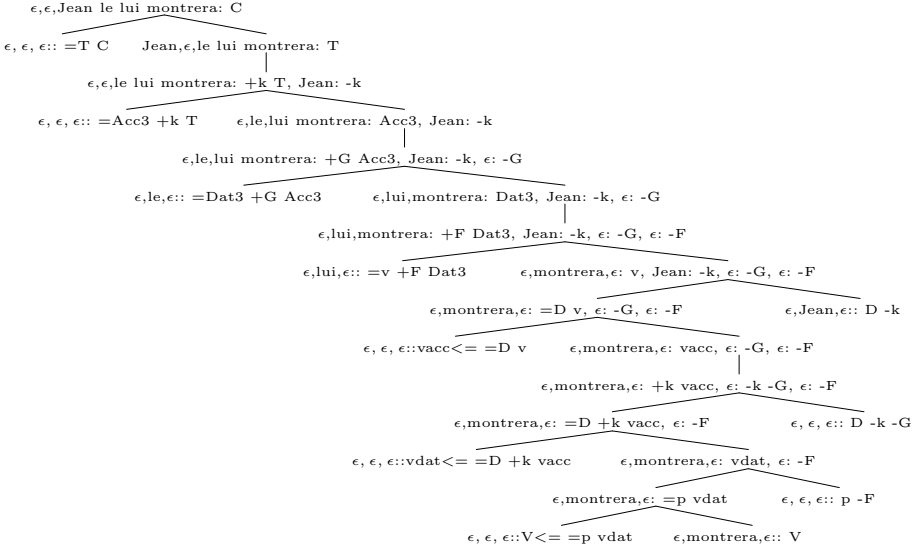 ϵ,ϵ,Jean le lui montrera: C
ϵ, ϵ, ϵ:: =T C Jean,ϵ,le lui montrera: T
ϵ,ϵ,le lui montrera: +k T, Jean: -k
ϵ, ϵ, ϵ:: =Acc3 +k T ϵ,le,lui montrera: Acc3, Jean: -k
ϵ,le,lui montrera: +G Acc3, Jean: -k, ϵ: -G
ϵ,le,ϵ:: =Dat3 +G Acc3 ϵ,lui,montrera: Dat3, Jean: -k, ϵ: -G
ϵ,lui,montrera: +F Dat3, Jean: -k, ϵ: -G, ϵ: -F
ϵ,lui,ϵ:: =v +F Dat3 ϵ,montrera,ϵ: v, Jean: -k, ϵ: -G, ϵ: -F
ϵ,montrera,ϵ: =D v, ϵ: -G, ϵ: -F ϵ,Jean,ϵ:: D -k
ϵ, ϵ, ϵ::vacc<= =D v ϵ,montrera,ϵ: vacc, ϵ: -G, ϵ: -F
ϵ,montrera,ϵ: +k vacc, ϵ: -k -G, ϵ: -F
ϵ,montrera,ϵ: =D +k vacc, ϵ: -F ϵ, ϵ, ϵ:: D -k -G
ϵ, ϵ, ϵ::vdat<= =D +k vacc ϵ,montrera,ϵ: vdat, ϵ: -F
ϵ,montrera,ϵ: =p vdat ϵ, ϵ, ϵ:: p -F
ϵ, ϵ, ϵ::V<= =p vdat ϵ,montrera,ϵ:: V